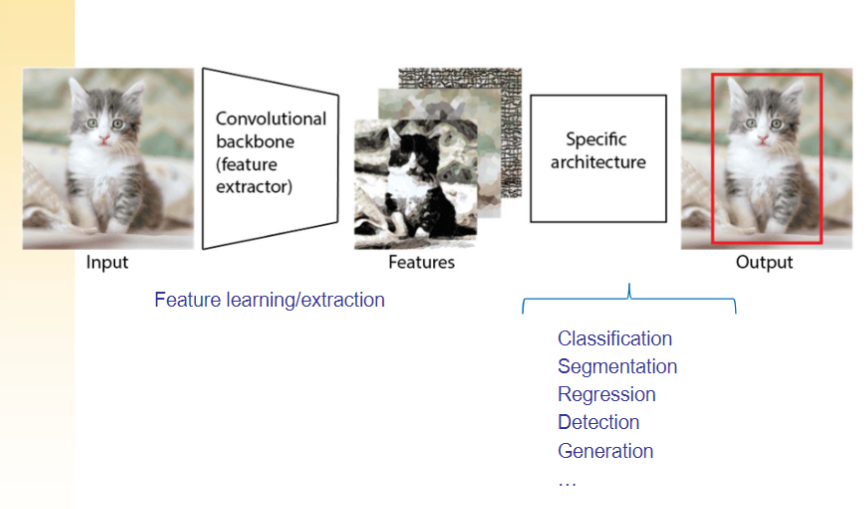 Convolutional
backbone
(feature
extractor)
Specific
architecture
Input
Features
Output
Feature learning/extraction
Classification
Segmentation
Regression
Detection
Generation
…